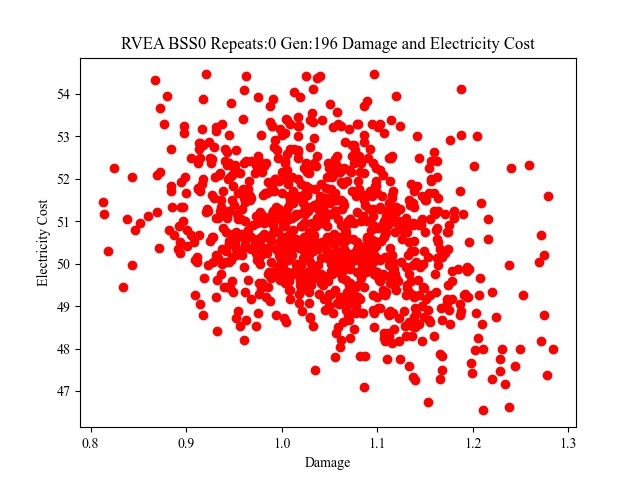 RVEA BSS0 Repeats:0 Gen:196 Damage and Electricity Cost
54
53
52
51
50
49
48
47
Electricity Cost
0.8 0.9 1.0 1.1 1.2 1.3
Damage